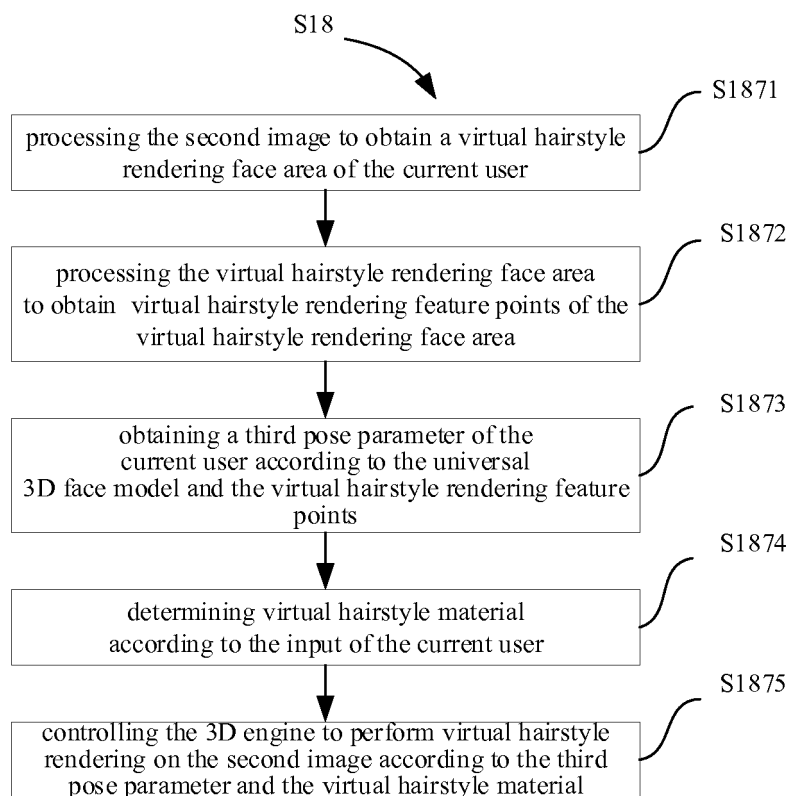 S18
S1871
processing the second image to obtain a virtual hairstyle
rendering face area of the current user
S1872
processing the virtual hairstyle rendering face area
to obtain virtual hairstyle rendering feature points of the
virtual hairstyle rendering face area
S1873
obtaining a third pose parameter of the
current user according to the universal
3D face model and the virtual hairstyle rendering feature
points
S1874
determining virtual hairstyle material
according to the input of the current user
S1875
controlling the 3D engine to perform virtual hairstyle
rendering on the second image according to the third
pose parameter and the virtual hairstyle material